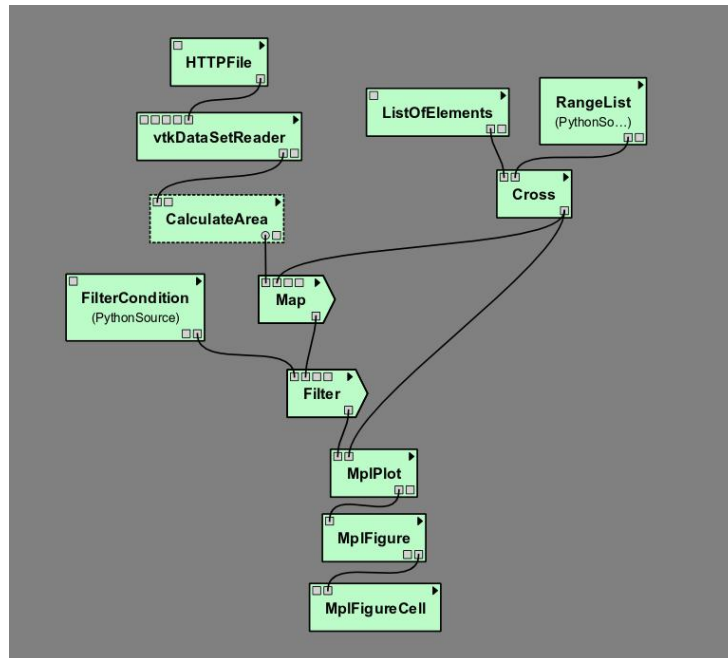 HTTPFile
vtkDataSetReader
ListOfElements
RangeList
(PythonSo...)
CalculateArea
Cross
FilterCondition
(PythonSource)
Map
Filter
MplPlot
MplFigure
MplFigureCell